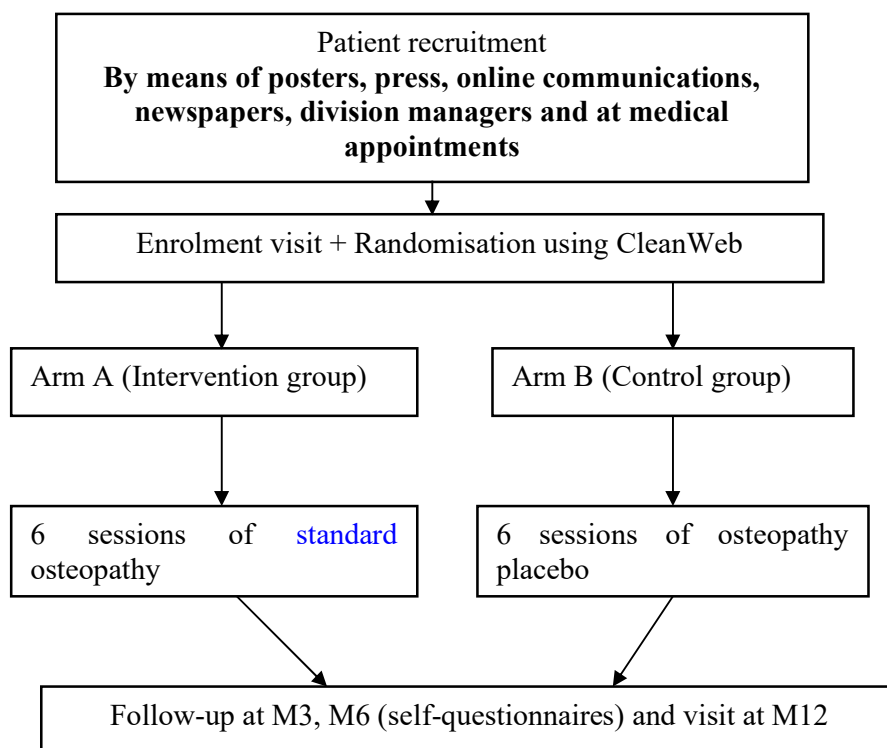 Patient recruitment
By means of posters, press, online communications,
newspapers, division managers and at medical
appointments
Enrolment visit + Randomisation using CleanWeb
Arm A (Intervention group)
Arm B (Control group)
6 sessions of standard
osteopathy
6 sessions of osteopathy
placebo
Follow-up at M3, M6 (self-questionnaires) and visit at M12